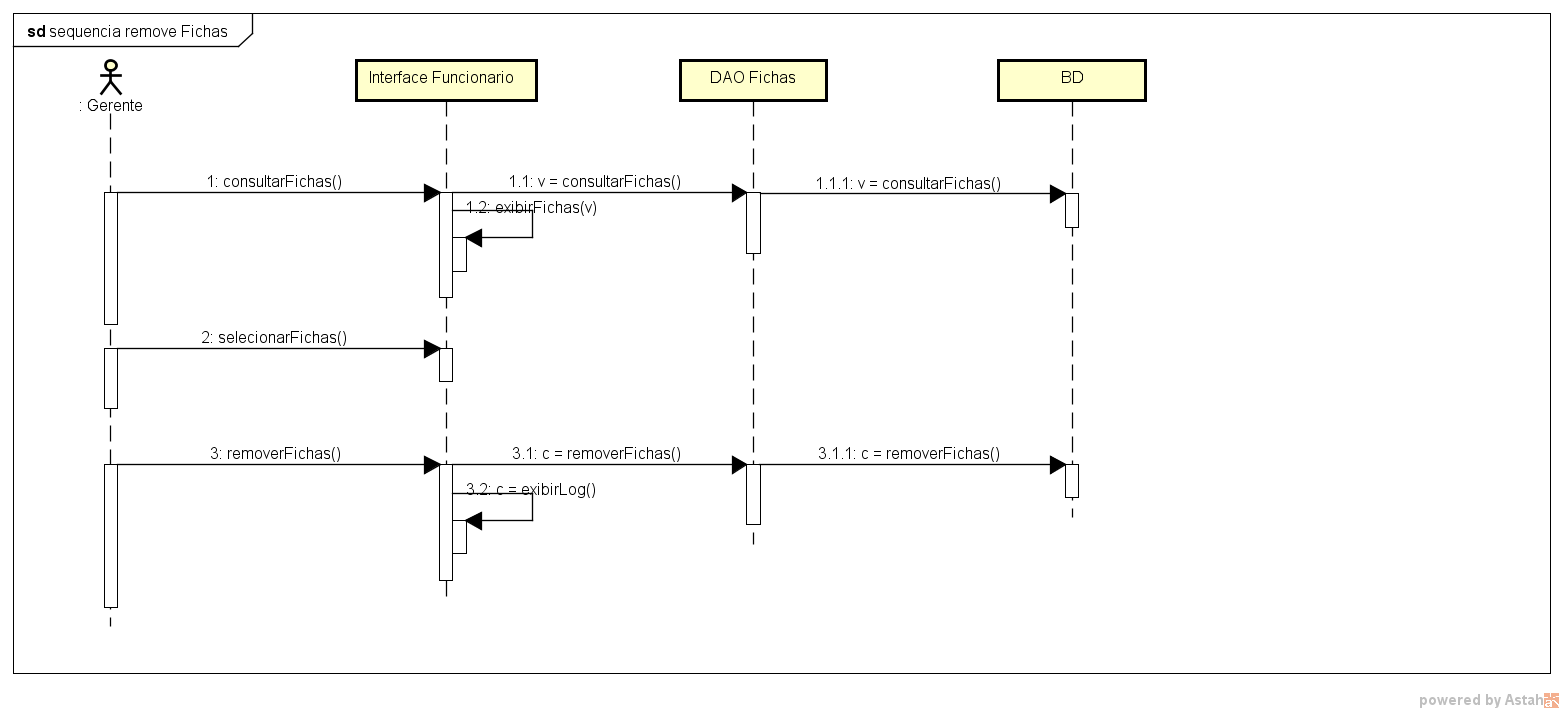 sd sequencia remove Fichas
: Gerente
Interface Funcionario
DAO Fichas
BD
1: consultarFichas()
1.1: v = consultarFichas()
1.1.1: v = consultarFichas()
1.2: exibirFichas(v)
2: selecionarFichas()
3: removerFichas()
3.1: c = removerFichas()
3.1.1: c = removerFichas()
3.2: c = exibirLog()
powered by Astah